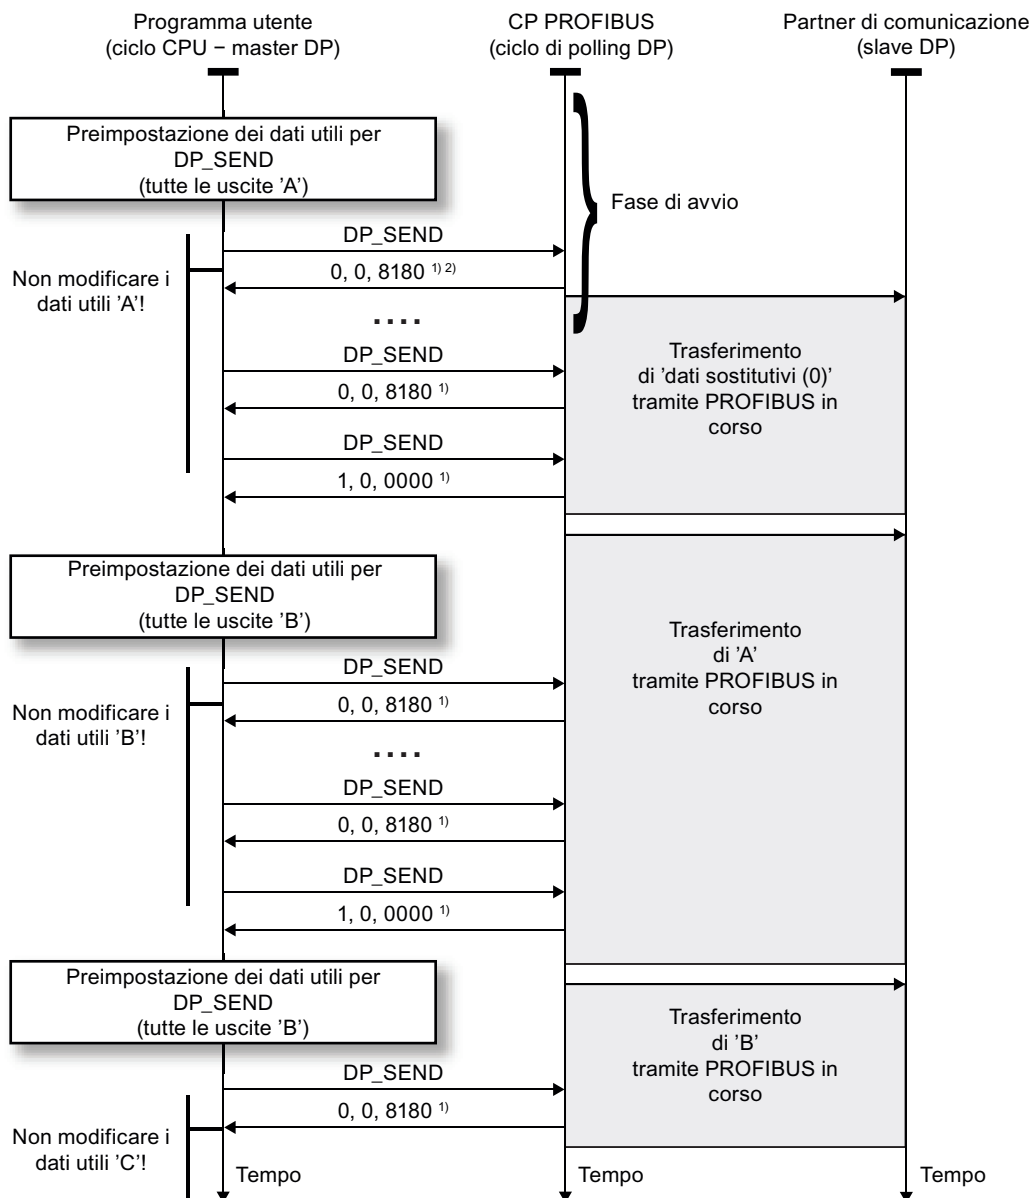 Programma utente
(ciclo CPU − master DP)
CP PROFIBUS
(ciclo di polling DP)
Partner di comunicazione
(slave DP)
Preimpostazione dei dati utili per
DP_SEND
(tutte le uscite ’A’)
Fase di avvio
Non modificare i
dati utili ’A’!
DP_SEND
0, 0, 8180 1) 2)
....
DP_SEND
0, 0, 8180 1)
DP_SEND
1, 0, 0000 1)
Trasferimento
di ’dati sostitutivi (0)’
tramite PROFIBUS in
corso
Preimpostazione dei dati utili per
DP_SEND
(tutte le uscite ’B’)
Non modificare i
dati utili ’B’!
DP_SEND
0, 0, 8180 1)
....
DP_SEND
0, 0, 8180 1)
DP_SEND
1, 0, 0000 1)
Trasferimento
di ’A’
tramite PROFIBUS in
corso
Preimpostazione dei dati utili per
DP_SEND
(tutte le uscite ’B’)
DP_SEND
0, 0, 8180 1)
Trasferimento
di ’B’
tramite PROFIBUS in
corso
Non modificare i
dati utili ’C’!
Tempo
Tempo
Tempo